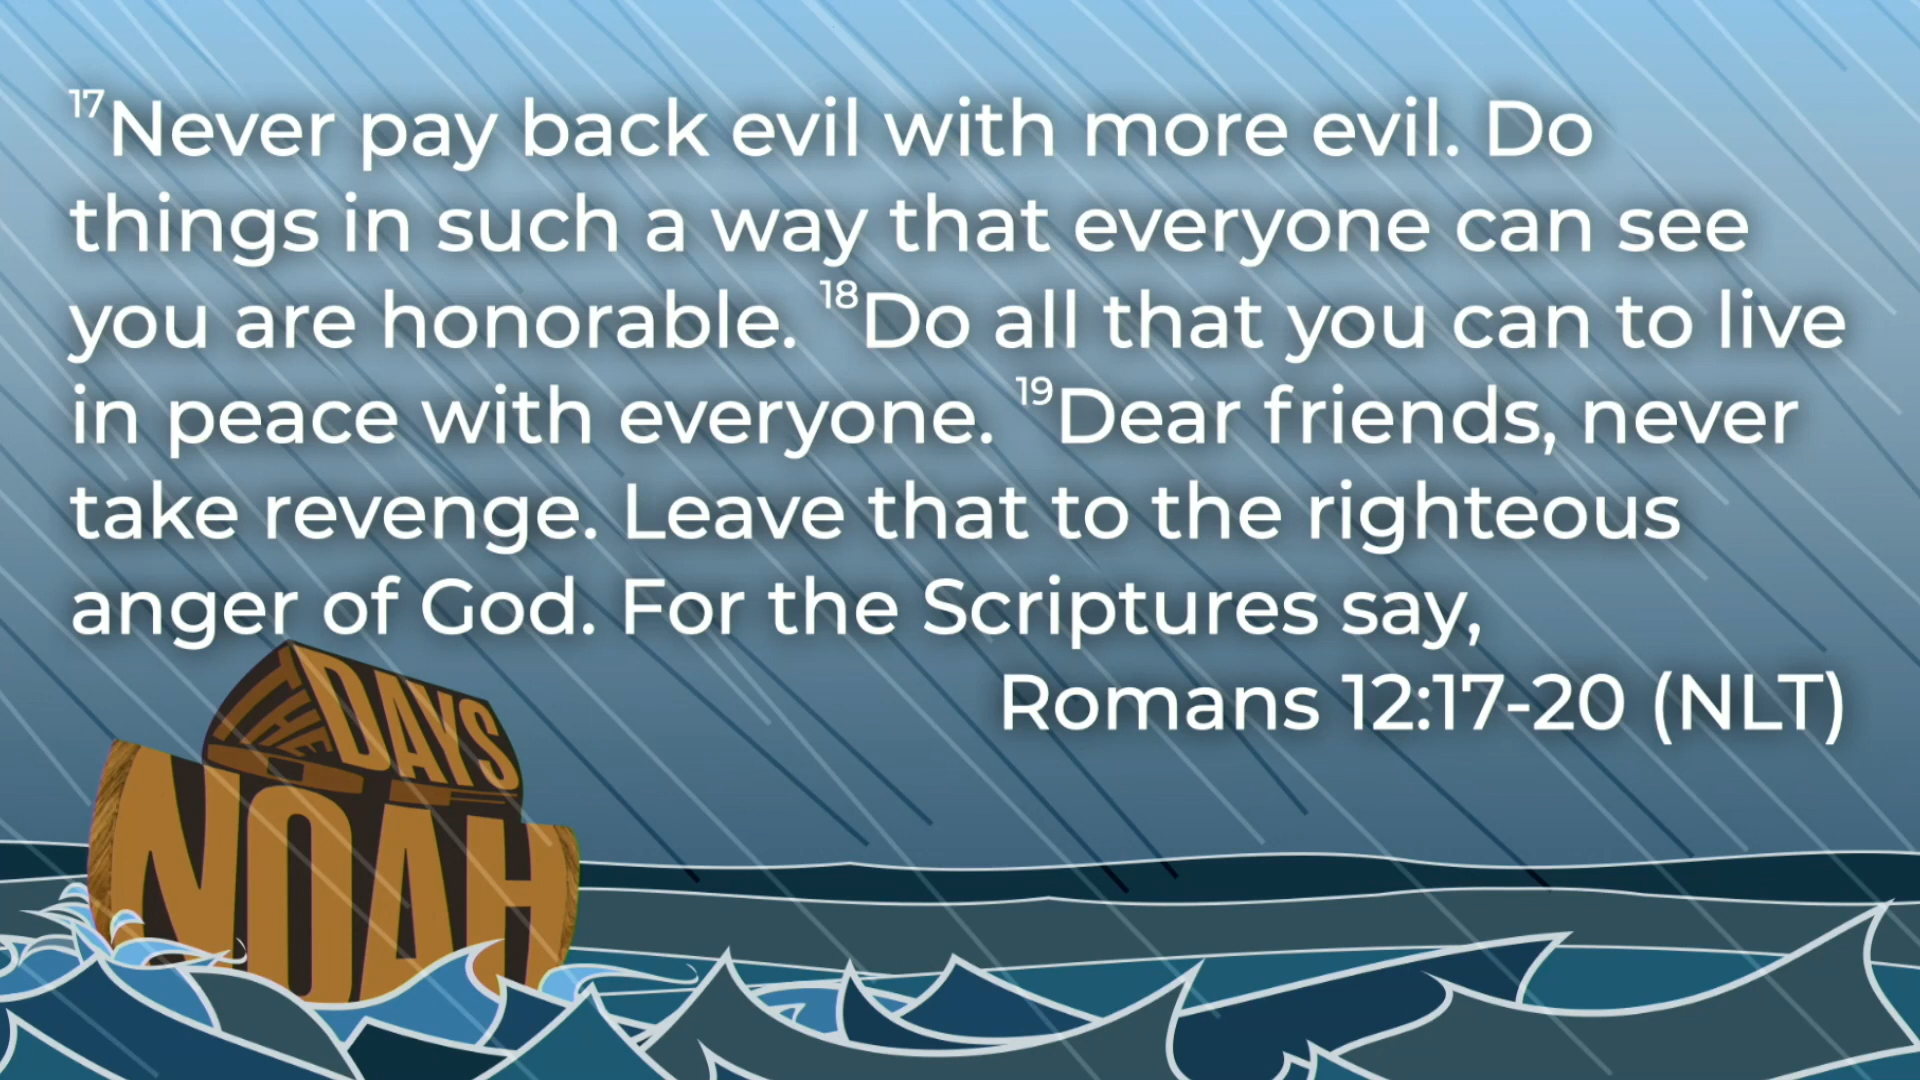 17Never pay back evil with more evil. Do
things in such a way that everyone can see
you are honorable. 18Do all that you can to live
in peace with everyone. 19Dear friends, never
take revenge. Leave that to the righteous
anger of God. For the Scriptures say,
Romans 12:17-20 (NLT)
THE DAYS
NOAH